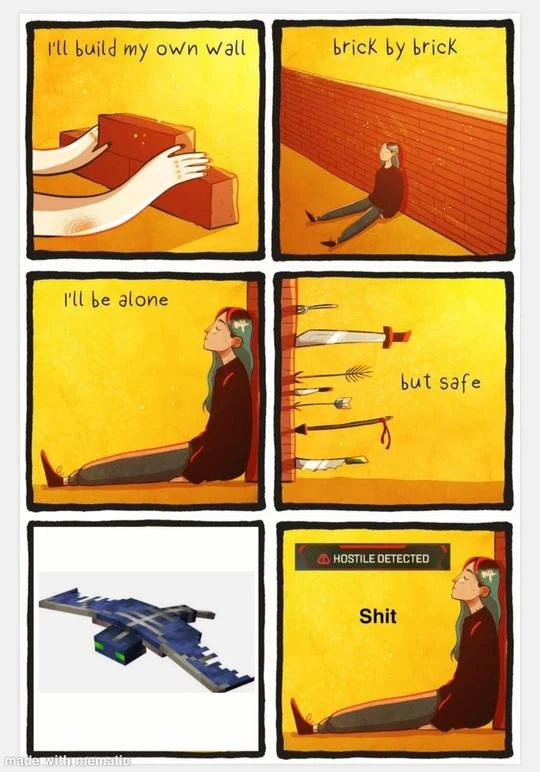 I'll build my own wall
brick by brick
I'll be alone
but safe
HOSTILE DETECTED
Shit
made with mematic